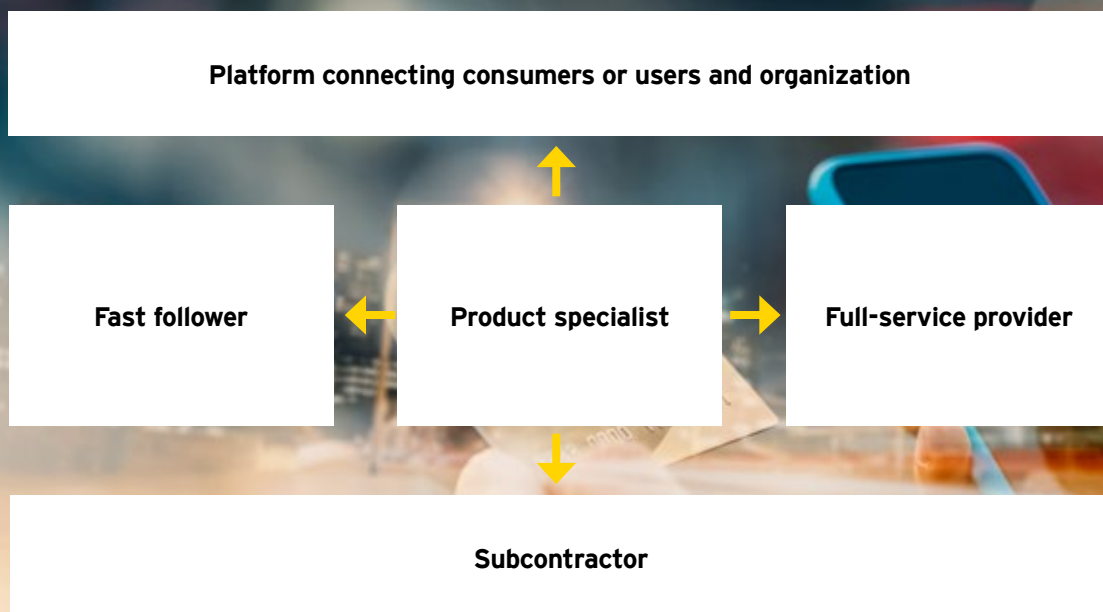 Platform connecting consumers or users and organization
Fast follower
Product specialist
Full-service provider
Subcontractor